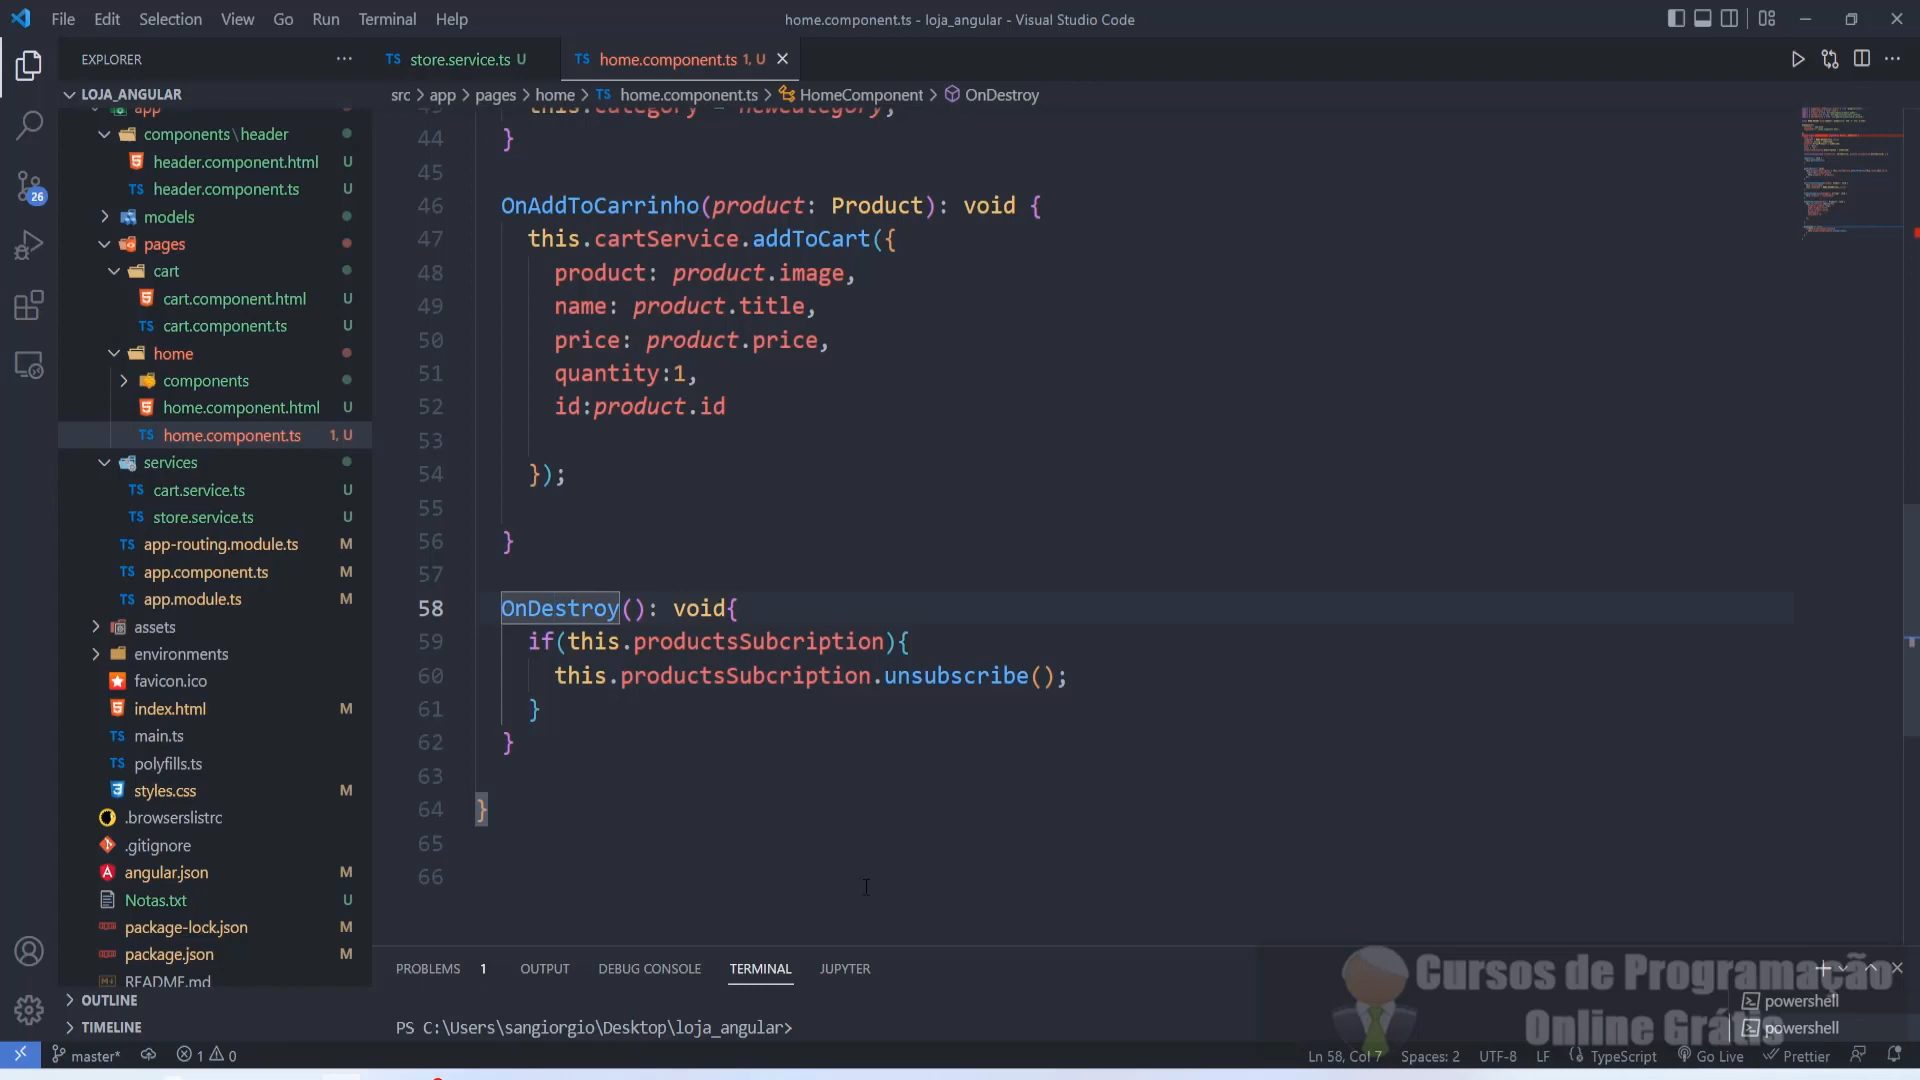 File Edit Selection View Go Run Terminal Help
home.component.ts - loja_angular - Visual Studio Code
EXPLORER
TS store.service.ts U
TS home.component.ts 1, U
LOJA_ANGULAR
src > app > pages > home > TS home.component.ts > HomeComponent > OnDestroy
app
components\header
header.component.html U
TS header.component.ts U
models
pages
cart
cart.component.html U
TS cart.component.ts U
home
components
home.component.html U
TS home.component.ts 1, U
services
TS cart.service.ts U
TS store.service.ts U
TS app-routing.module.ts M
TS app.component.ts M
TS app.module.ts M
assets
environments
favicon.ico
index.html M
TS main.ts
TS polyfills.ts
styles.css M
.browserslistrc
.gitignore
angular.json M
Notas.txt U
package-lock.json M
package.json M
README.md
OUTLINE
TIMELINE
26
43 this.category = newCategory;
44 }
45
46 OnAddToCarrinho(product: Product): void {
47 this.cartService.addToCart({
48 product: product.image,
49 name: product.title,
50 price: product.price,
51 quantity:1,
52 id:product.id
53
54 });
55
56 }
57
58 OnDestroy(): void{
59 if(this.productsSubcription){
60 this.productsSubcription.unsubscribe();
61 }
62 }
63
64 }
65
66
PROBLEMS 1 OUTPUT DEBUG CONSOLE TERMINAL JUPYTER
PS C:\Users\sangiorgio\Desktop\loja_angular>
powershell
powershell
Cursos de Programação
Online Grátis
master* 1 0
Ln 58, Col 7 Spaces: 2 UTF-8 LF TypeScript Go Live Prettier